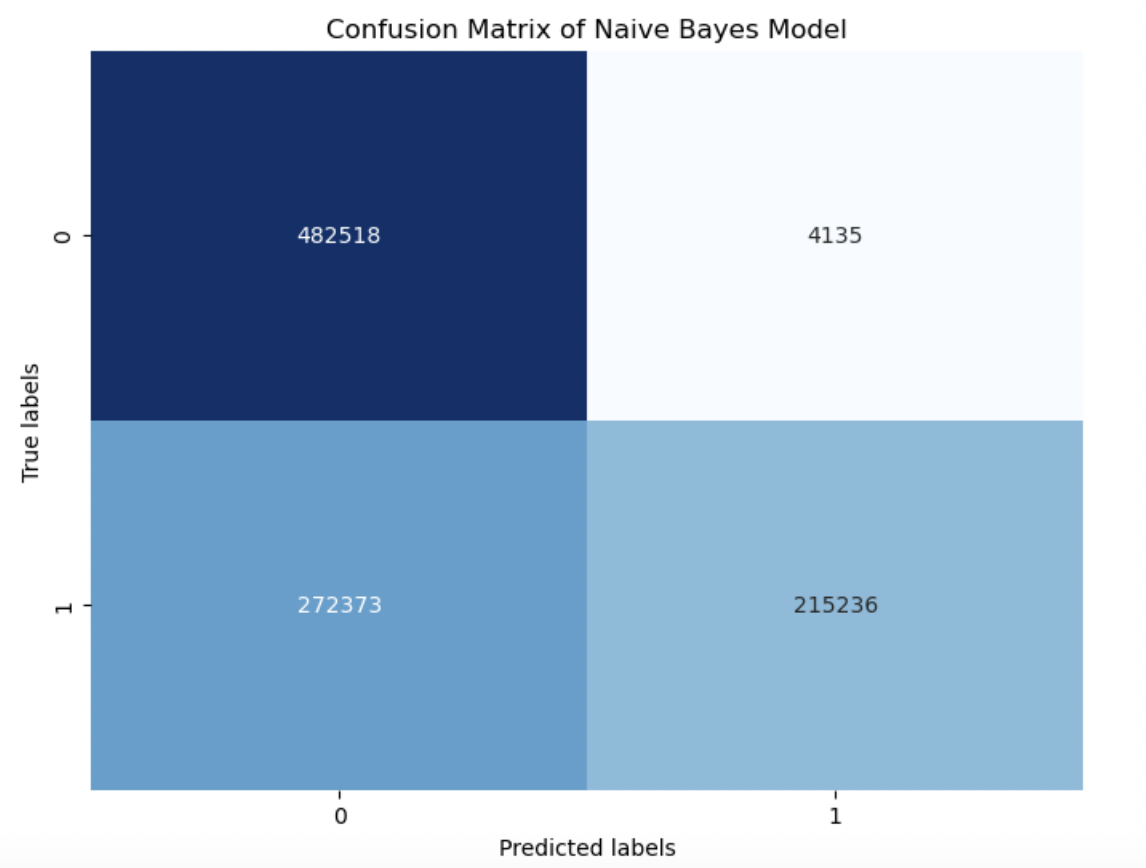 Confusion Matrix of Naive Bayes Model
0
482518
4135
True labels
1
272373
215236
0
1
Predicted labels